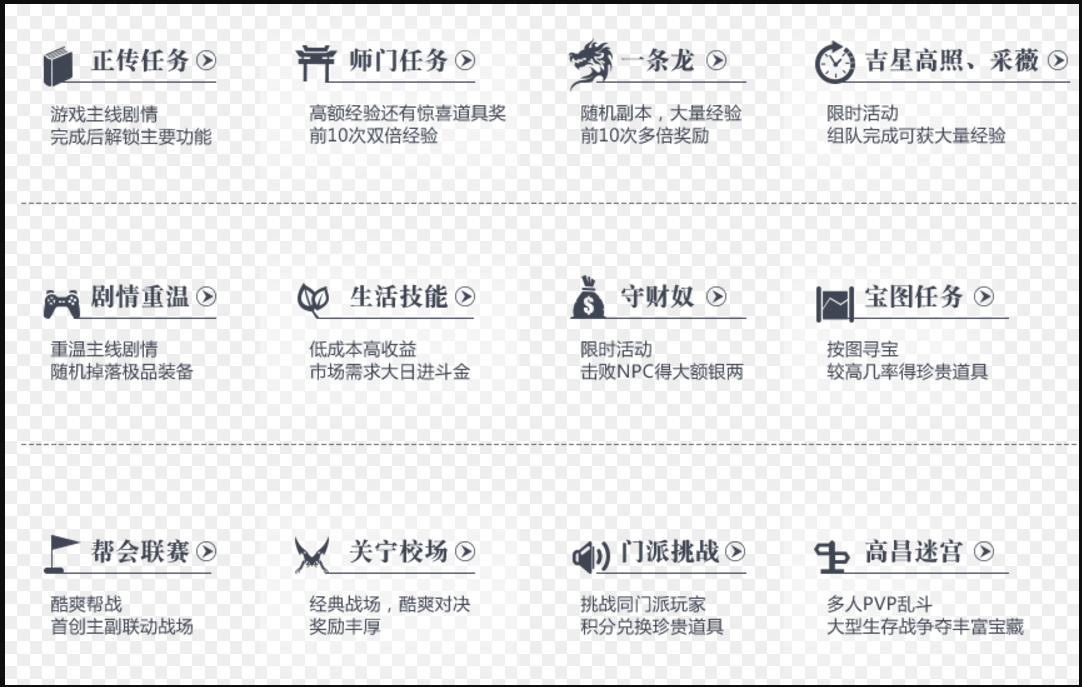 正传任务
游戏主线剧情
完成后解锁主要功能
师门任务
高额经验还有惊喜道具奖
前10次双倍经验
一条龙
随机副本，大量经验
前10次多倍奖励
吉星高照、采薇
限时活动
组队完成可获大量经验
剧情重温
重温主线剧情
随机掉落极品装备
生活技能
低成本高收益
市场需求大日进斗金
守财奴
限时活动
击败NPC得大额银两
宝图任务
按图寻宝
较高几率得珍贵道具
帮会联赛
酷爽帮战
首创主副联动战场
关宁校场
经典战场，酷爽对决
奖励丰厚
门派挑战
挑战同门派玩家
积分兑换珍贵道具
高昌迷宫
多人PVP乱斗
大型生存战争夺丰富宝藏